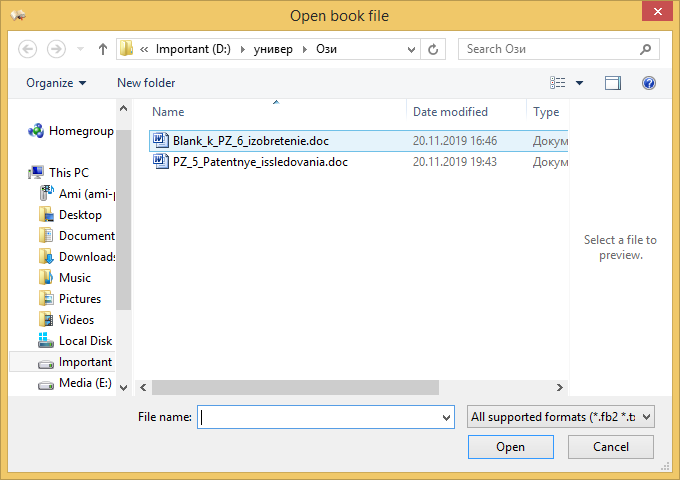 Open book file
« Important (D:) › универ › Ози
Search Ози
Organize
New folder
Name
Date modified
Type
Homegroup
This PC
Ami (ami-p
Desktop
Document
Downloads
Music
Pictures
Videos
Local Disk
Important
Media (E:)
Blank_k_PZ_6_izobretenie.doc 20.11.2019 16:46 Докум
PZ_5_Patentnye_issledovania.doc 20.11.2019 19:43 Докум
Select a file to
preview.
File name:
All supported formats (*.fb2 *.tx
Open
Cancel